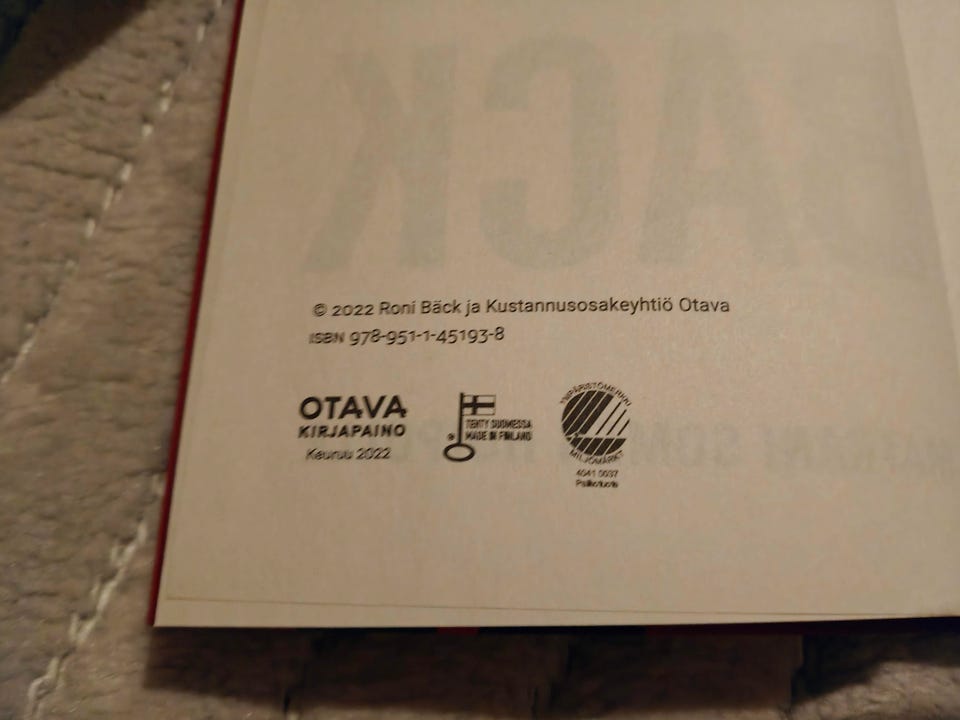 © 2022 Roni Bäck ja Kustannusosakeyhtiö Otava
ISBN 978-951-1-45193-8
OTAVA
KIRJAPAINO
Keuruu 2022
TEHTY SUOMESSA
MADE IN FINLAND
YMPÄRISTÖMERKKI
MILJÖMÄRKT
4041 0037
Painotuote
BÄCK